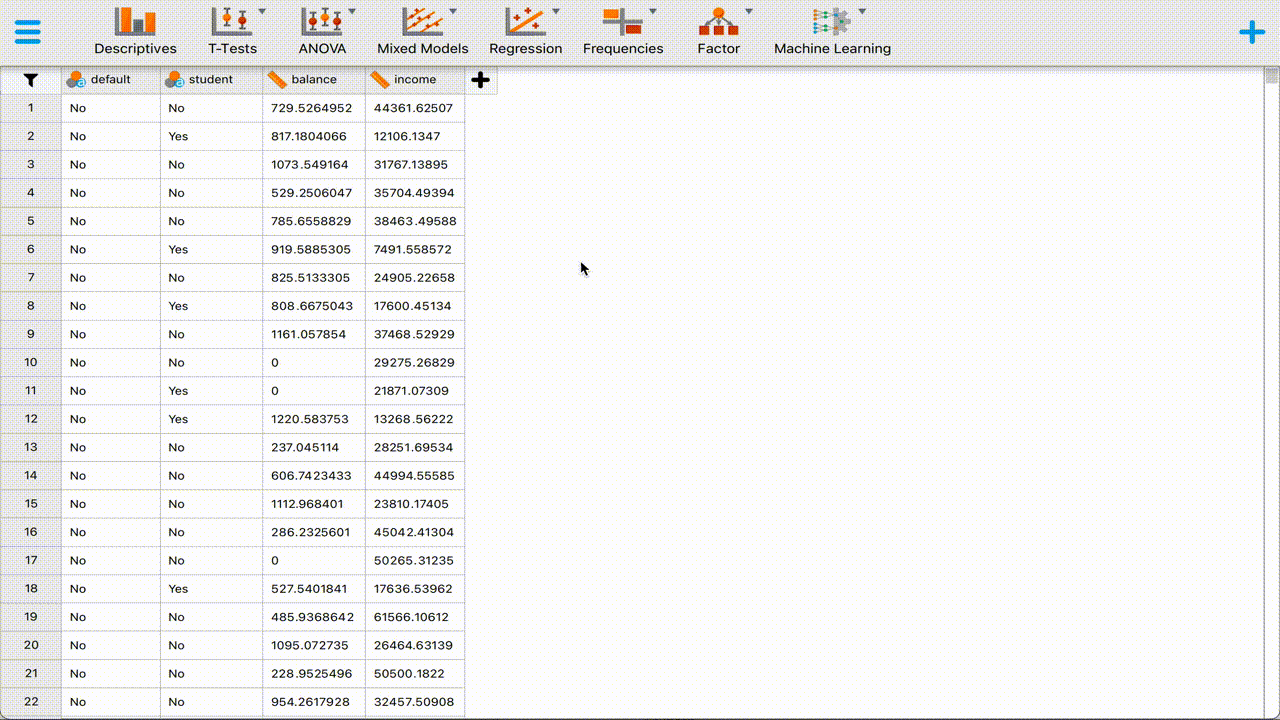 Descriptives T-Tests ANOVA Mixed Models Regression Frequencies Factor Machine Learning
default student balance income
1 No No 729.5264952 44361.62507
2 No Yes 817.1804066 12106.1347
3 No No 1073.549164 31767.13895
4 No No 529.2506047 35704.49394
5 No No 785.6558829 38463.49588
6 No Yes 919.5885305 7491.558572
7 No No 825.5133305 24905.22658
8 No Yes 808.6675043 17600.45134
9 No No 1161.057854 37468.52929
10 No No 0 29275.26829
11 No Yes 0 21871.07309
12 No Yes 1220.583753 13268.56222
13 No No 237.045114 28251.69534
14 No No 606.7423433 44994.55585
15 No No 1112.968401 23810.17405
16 No No 286.2325601 45042.41304
17 No No 0 50265.31235
18 No Yes 527.5401841 17636.53962
19 No No 485.9368642 61566.10612
20 No No 1095.072735 26464.63139
21 No No 228.9525496 50500.1822
22 No No 954.2617928 32457.50908